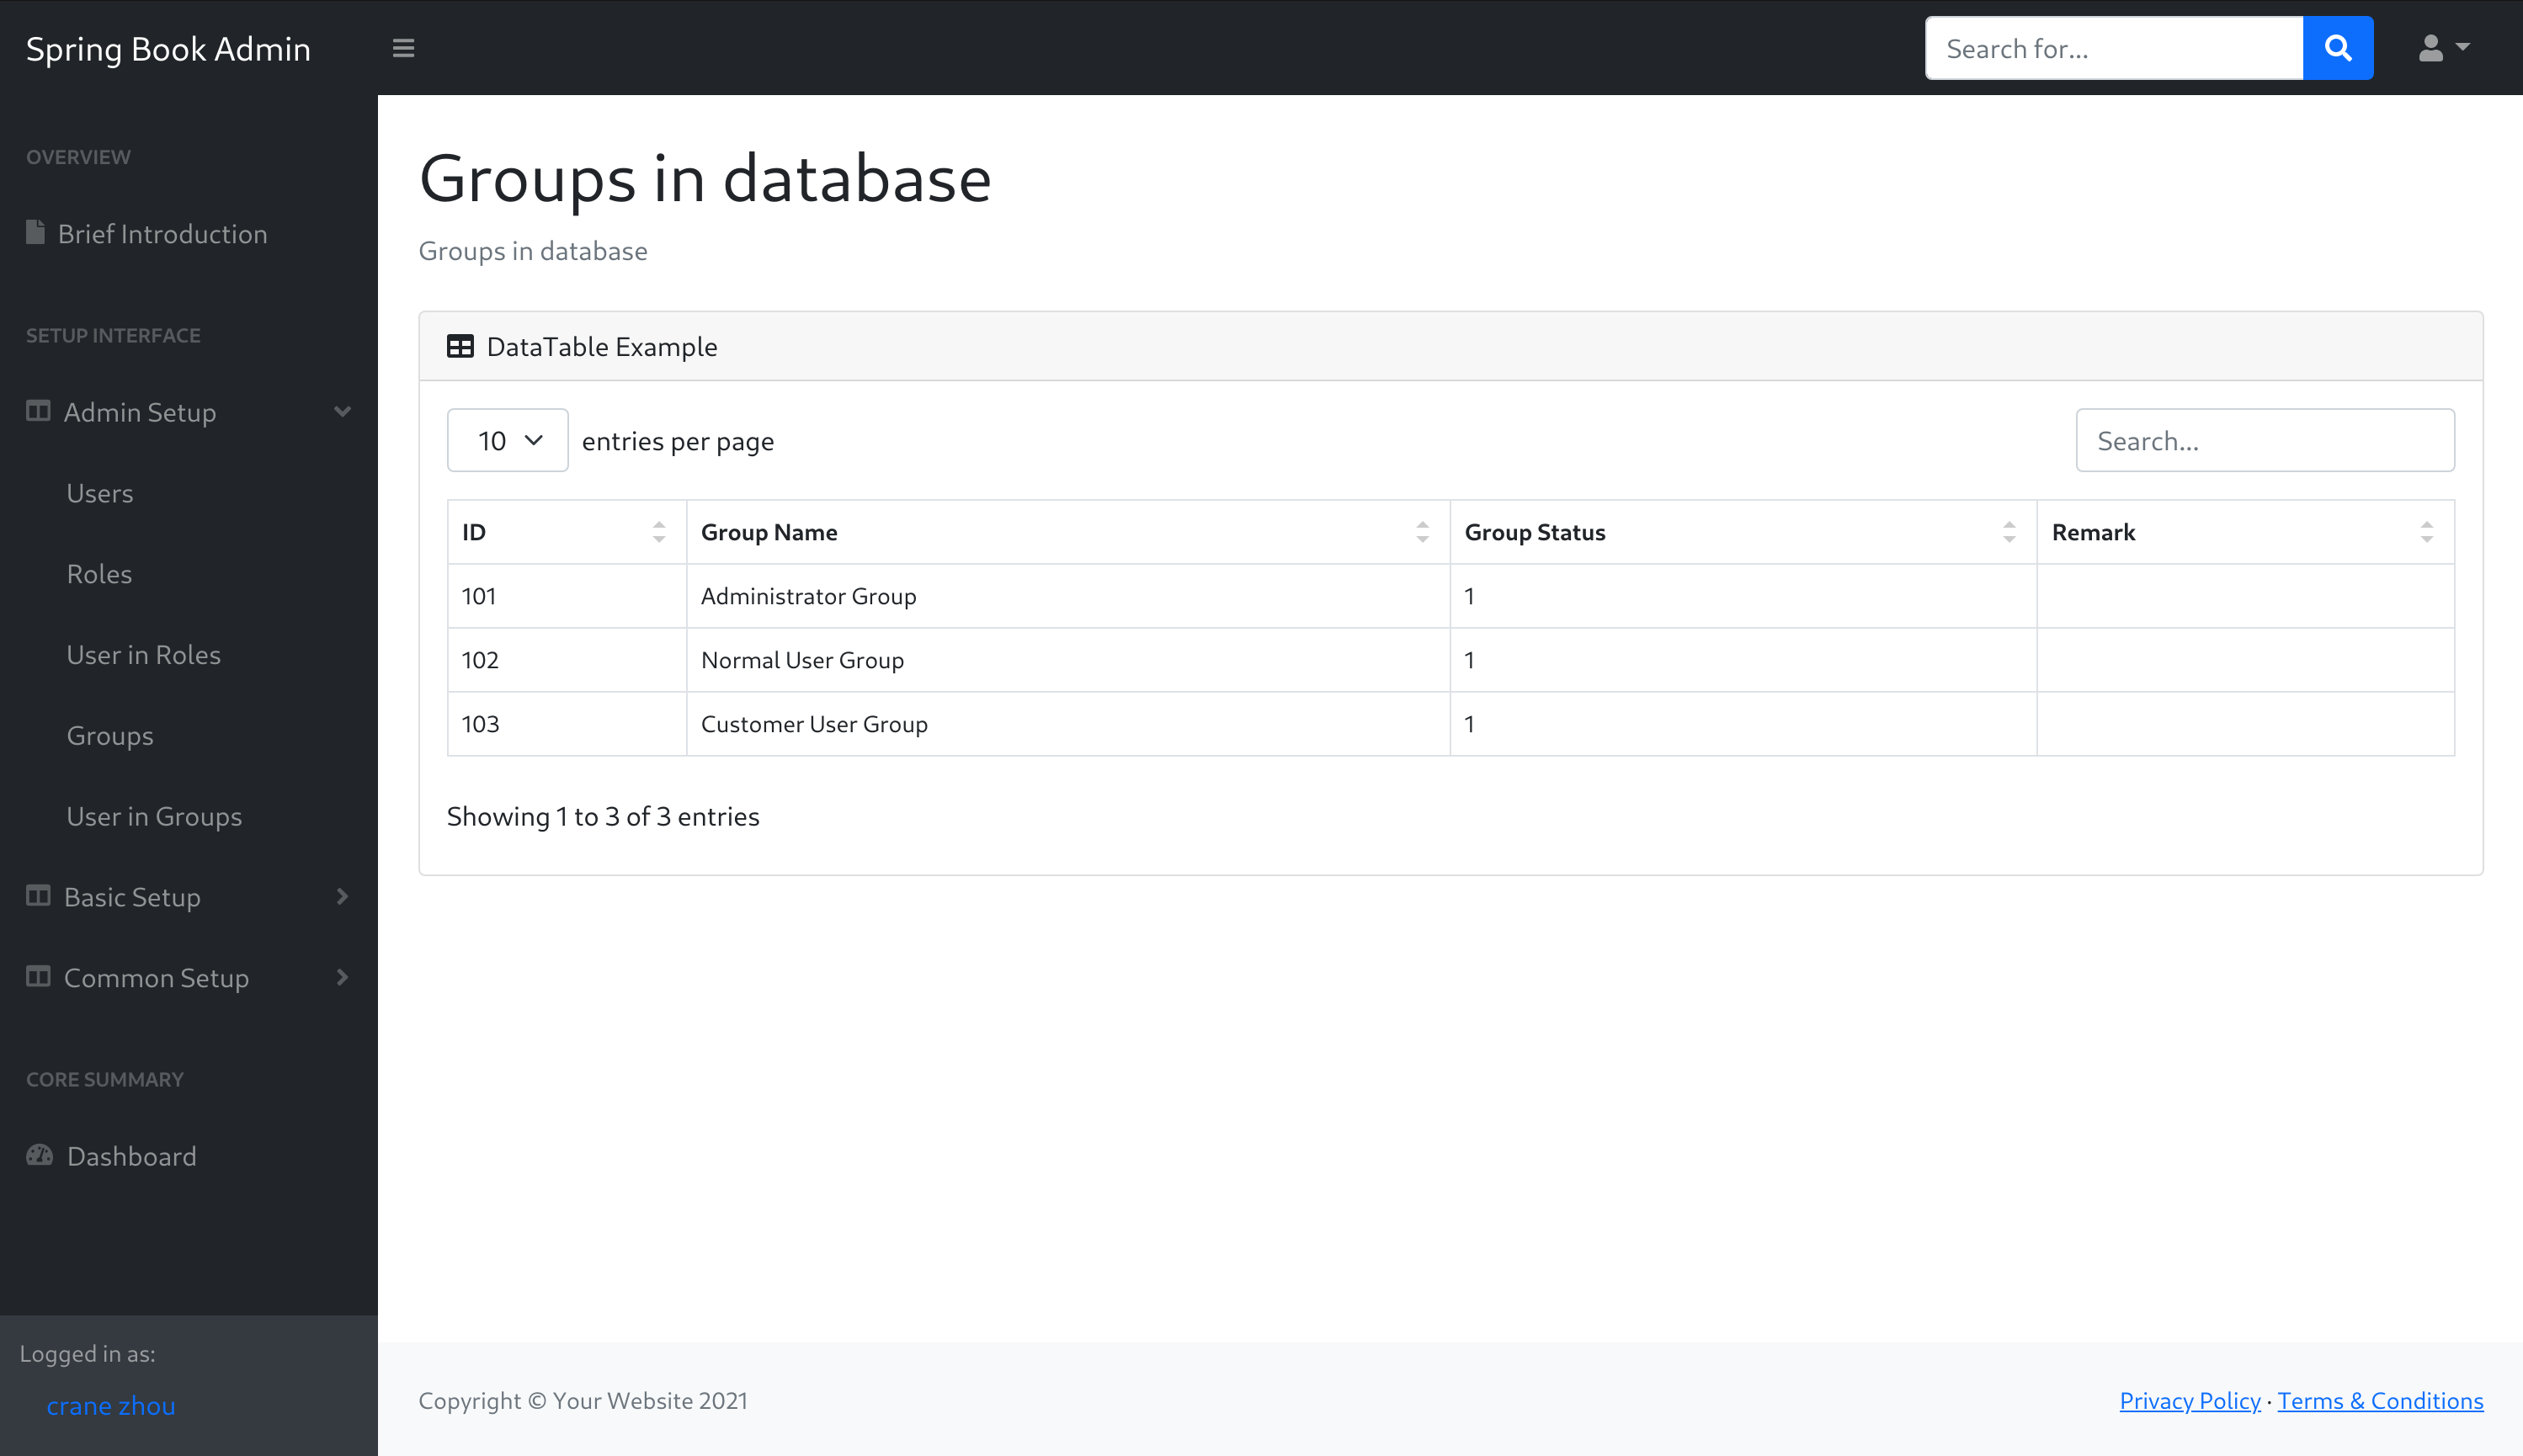 Spring Book Admin
Search for...
OVERVIEW
Brief Introduction
SETUP INTERFACE
Admin Setup
Users
Roles
User in Roles
Groups
User in Groups
Basic Setup
Common Setup
CORE SUMMARY
Dashboard
Logged in as:
crane zhou
Groups in database
Groups in database
DataTable Example
10 entries per page
Search...
ID Group Name Group Status Remark
101 Administrator Group 1
102 Normal User Group 1
103 Customer User Group 1
Showing 1 to 3 of 3 entries
Copyright © Your Website 2021
Privacy Policy · Terms & Conditions